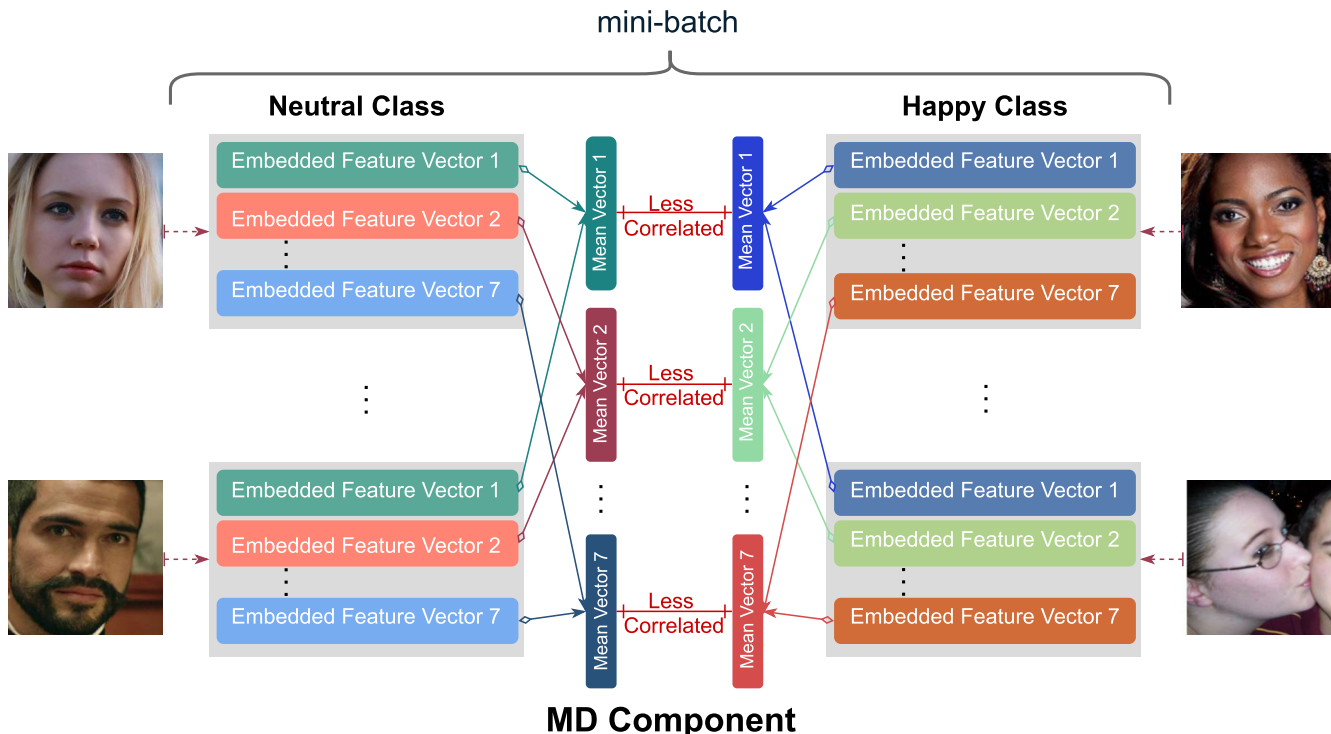 mini-batch
Neutral Class
Happy Class
Embedded Feature Vector 1
Embedded Feature Vector 2
Embedded Feature Vector 7
Embedded Feature Vector 1
Embedded Feature Vector 2
Embedded Feature Vector 7
Mean Vector 1
Mean Vector 2
Mean Vector 7
Less
Correlated
Less
Correlated
Less
Correlated
Mean Vector 1
Mean Vector 2
Mean Vector 7
Embedded Feature Vector 1
Embedded Feature Vector 2
Embedded Feature Vector 7
Embedded Feature Vector 1
Embedded Feature Vector 2
Embedded Feature Vector 7
MD Component